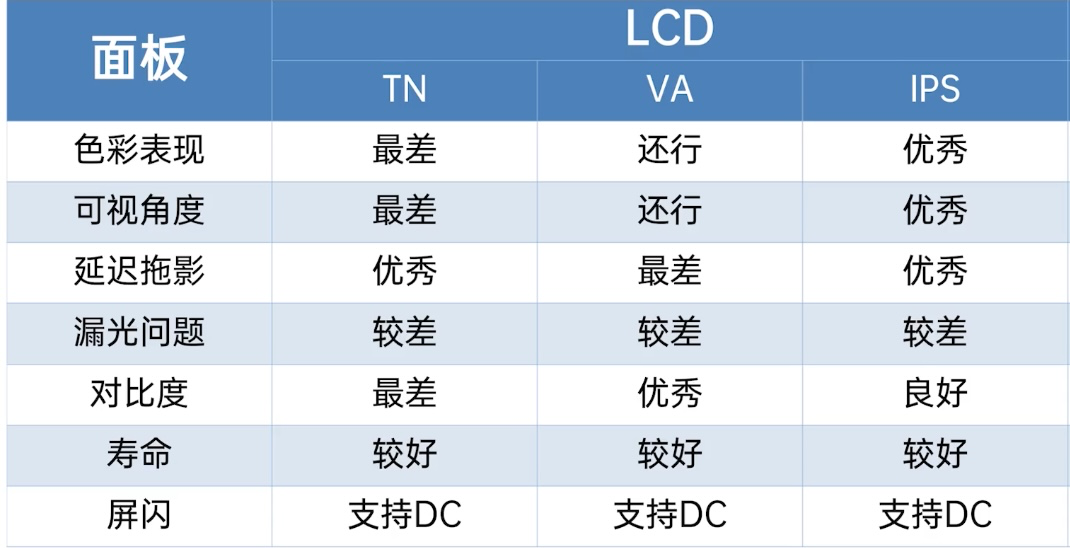 面板 LCD
TN VA IPS
色彩表现 最差 还行 优秀
可视角度 最差 还行 优秀
延迟拖影 优秀 最差 优秀
漏光问题 较差 较差 较差
对比度 最差 优秀 良好
寿命 较好 较好 较好
屏闪 支持DC 支持DC 支持DC